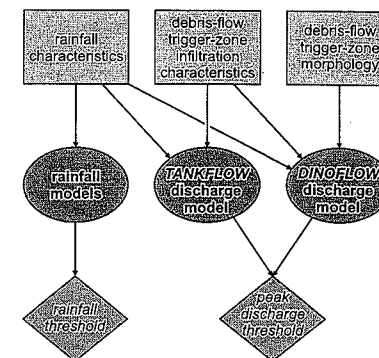 rainfall
characteristics
debris-flow
trigger-zone
infiltration
characteristics
debris-flow
trigger-zone
morphology
rainfall
models
TANKFLOW
discharge
model
DINOFLOW
discharge
model
rainfall
threshold
peak
discharge
threshold